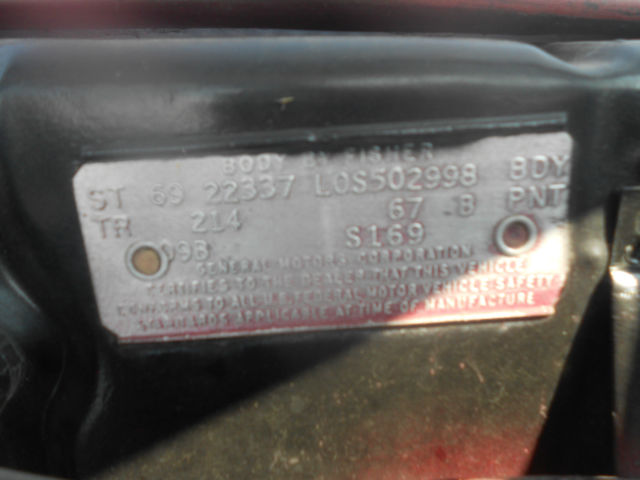 BODY BY FISHER
ST 69 22337 LOS502998 BDY
TR 214 67 B PNT
09B S169
GENERAL MOTORS CORPORATION
CERTIFIES TO THE DEALER THAT THIS VEHICLE
CONFORMS TO ALL U.S. FEDERAL MOTOR VEHICLE SAFETY
STANDARDS APPLICABLE AT TIME OF MANUFACTURE